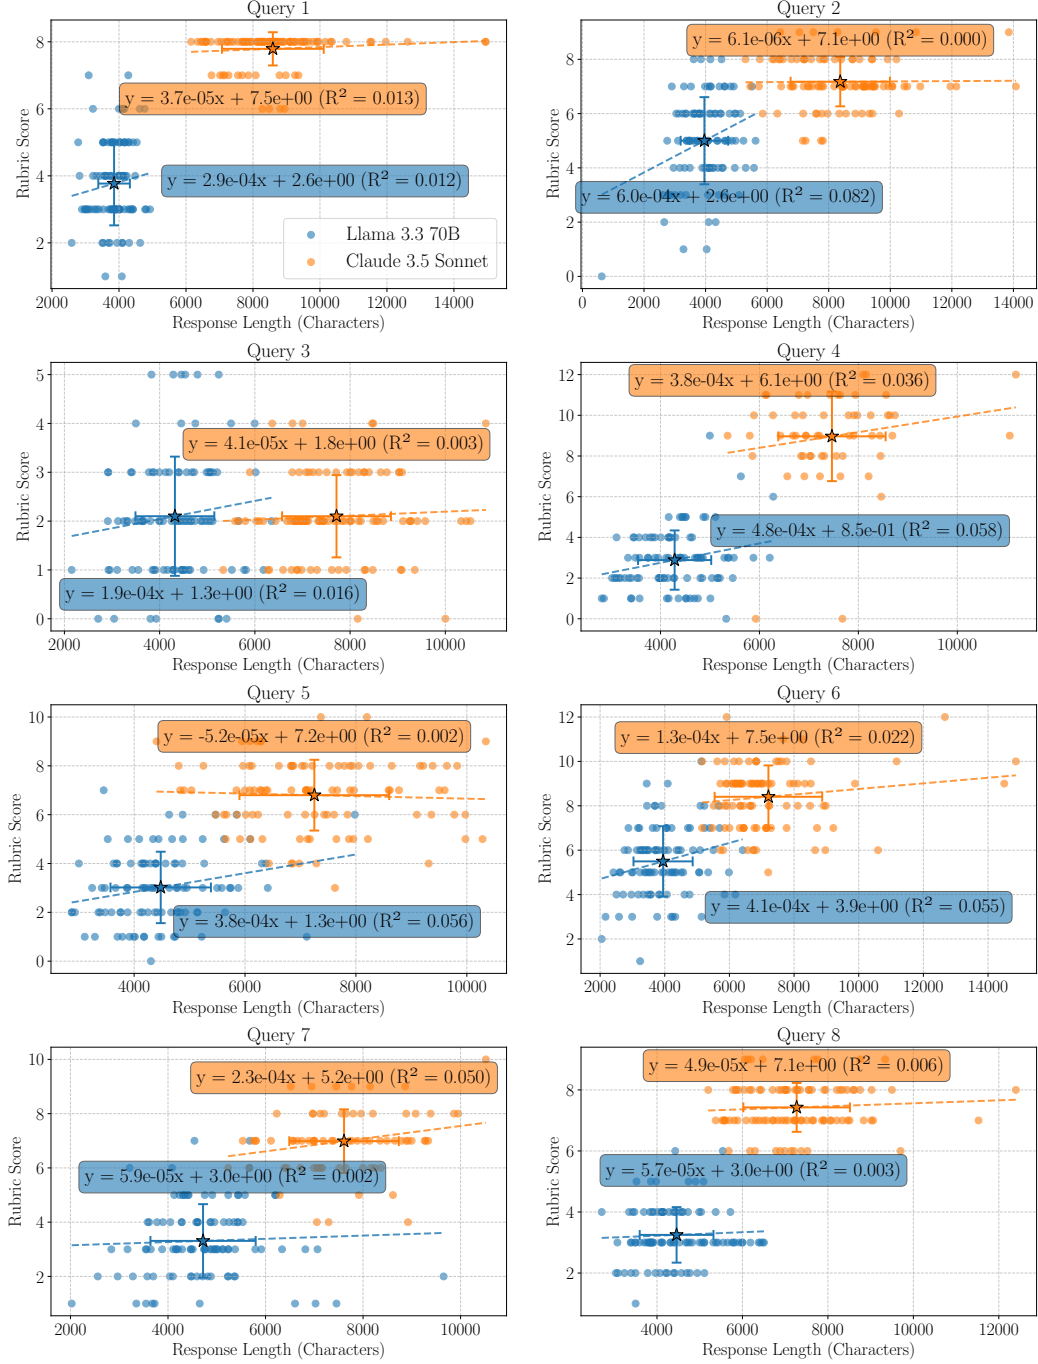 Query 1
Rubric Score
8
6
4
2
y = 3.7e-05x + 7.5e+00 (R² = 0.013)
y = 2.9e-04x + 2.6e+00 (R² = 0.012)
Llama 3.3 70B
Claude 3.5 Sonnet
2000 4000 6000 8000 10000 12000 14000
Response Length (Characters)
Query 2
Rubric Score
8
6
4
2
0
y = 6.1e-06x + 7.1e+00 (R² = 0.000)
y = 6.0e-04x + 2.6e+00 (R² = 0.082)
0 2000 4000 6000 8000 10000 12000 14000
Response Length (Characters)
Query 3
Rubric Score
5
4
3
2
1
0
y = 4.1e-05x + 1.8e+00 (R² = 0.003)
y = 1.9e-04x + 1.3e+00 (R² = 0.016)
2000 4000 6000 8000 10000
Response Length (Characters)
Query 4
Rubric Score
12
10
8
6
4
2
0
y = 3.8e-04x + 6.1e+00 (R² = 0.036)
y = 4.8e-04x + 8.5e-01 (R² = 0.058)
4000 6000 8000 10000
Response Length (Characters)
Query 5
Rubric Score
10
8
6
4
2
0
y = -5.2e-05x + 7.2e+00 (R² = 0.002)
y = 3.8e-04x + 1.3e+00 (R² = 0.056)
4000 6000 8000 10000
Response Length (Characters)
Query 6
Rubric Score
12
10
8
6
4
2
y = 1.3e-04x + 7.5e+00 (R² = 0.022)
y = 4.1e-04x + 3.9e+00 (R² = 0.055)
2000 4000 6000 8000 10000 12000 14000
Response Length (Characters)
Query 7
Rubric Score
10
8
6
4
2
y = 2.3e-04x + 5.2e+00 (R² = 0.050)
y = 5.9e-05x + 3.0e+00 (R² = 0.002)
2000 4000 6000 8000 10000
Response Length (Characters)
Query 8
Rubric Score
8
6
4
2
y = 4.9e-05x + 7.1e+00 (R² = 0.006)
y = 5.7e-05x + 3.0e+00 (R² = 0.003)
4000 6000 8000 10000 12000
Response Length (Characters)